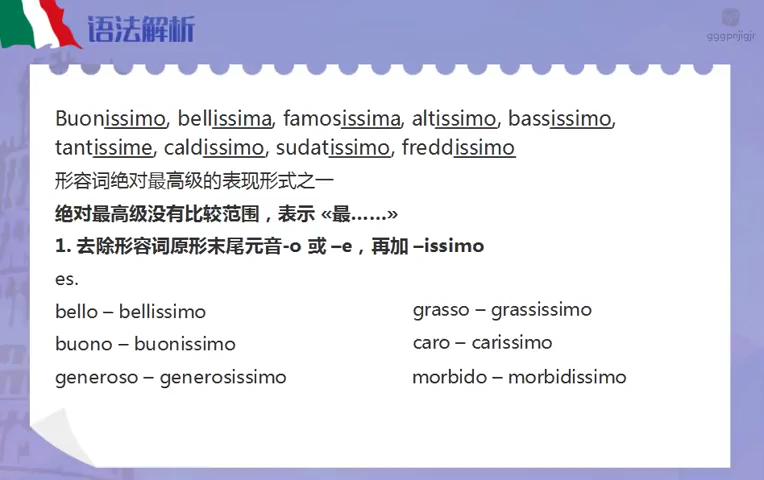 语法解析
gggpnjigjr
Buonissimo, bellissima, famosissima, altissimo, bassissimo,
tantissime, caldissimo, sudatissimo, freddissimo
形容词绝对最高级的表现形式之一
绝对最高级没有比较范围，表示 «最……»
1. 去除形容词原形末尾元音-o 或 –e，再加 –issimo
es.
bello – bellissimo
grasso – grassissimo
buono – buonissimo
caro – carissimo
generoso – generosissimo
morbido – morbidissimo